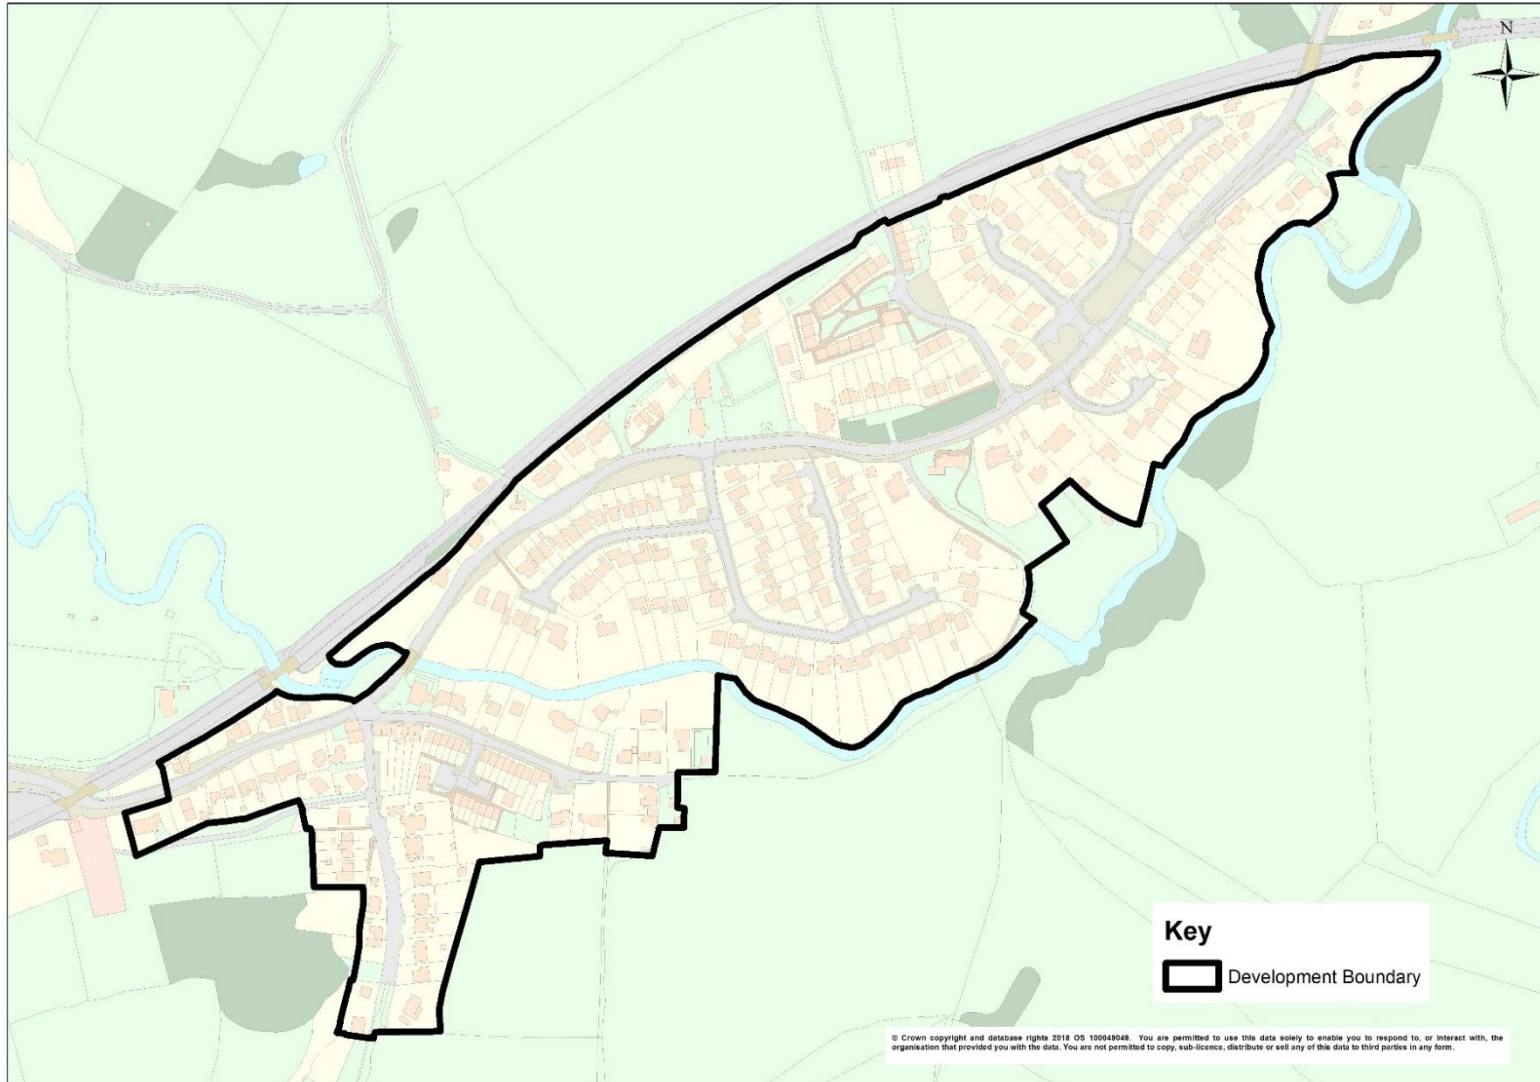 N
Key
Development Boundary
© Crown copyright and database rights 2018 OS 100049049. You are permitted to use this data solely to enable you to respond to, or interact with, the
organisation that provided you with the data. You are not permitted to copy, sub-licence, distribute or sell any of this data to third parties in any form.